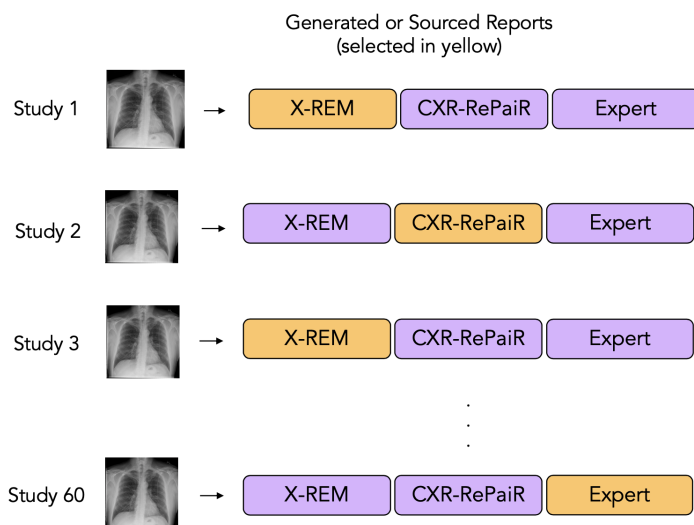 Generated or Sourced Reports
(selected in yellow)
Study 1 X-REM CXR-RePaiR Expert
Study 2 X-REM CXR-RePaiR Expert
Study 3 X-REM CXR-RePaiR Expert
Study 60 X-REM CXR-RePaiR Expert